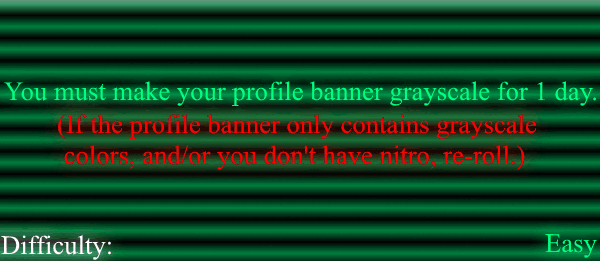 You must make your profile banner grayscale for 1 day.
(If the profile banner only contains grayscale
colors, and/or you don't have nitro, re-roll.)
Difficulty: Easy